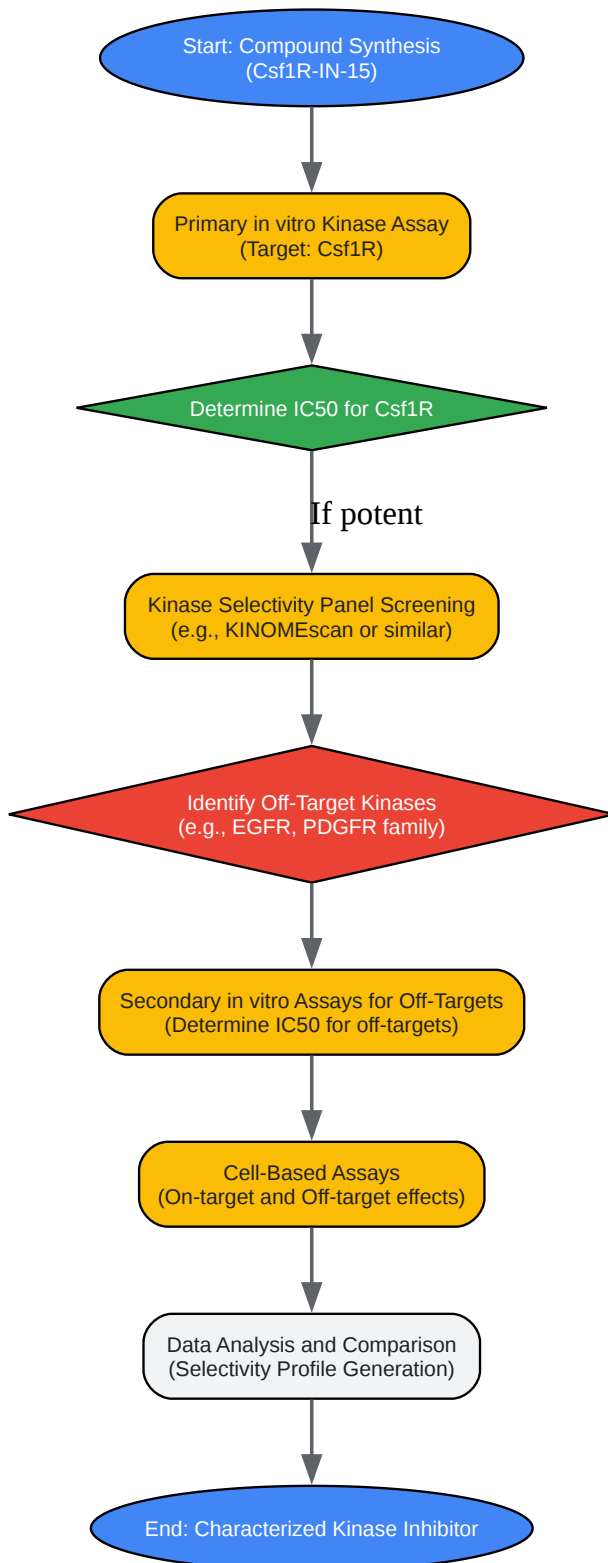 Start: Compound Synthesis
(Csf1R-IN-15)
Primary in vitro Kinase Assay
(Target: Csf1R)
Determine IC50 for Csf1R
If potent
Kinase Selectivity Panel Screening
(e.g., KINOMEscan or similar)
Identify Off-Target Kinases
(e.g., EGFR, PDGFR family)
Secondary in vitro Assays for Off-Targets
(Determine IC50 for off-targets)
Cell-Based Assays
(On-target and Off-target effects)
Data Analysis and Comparison
(Selectivity Profile Generation)
End: Characterized Kinase Inhibitor